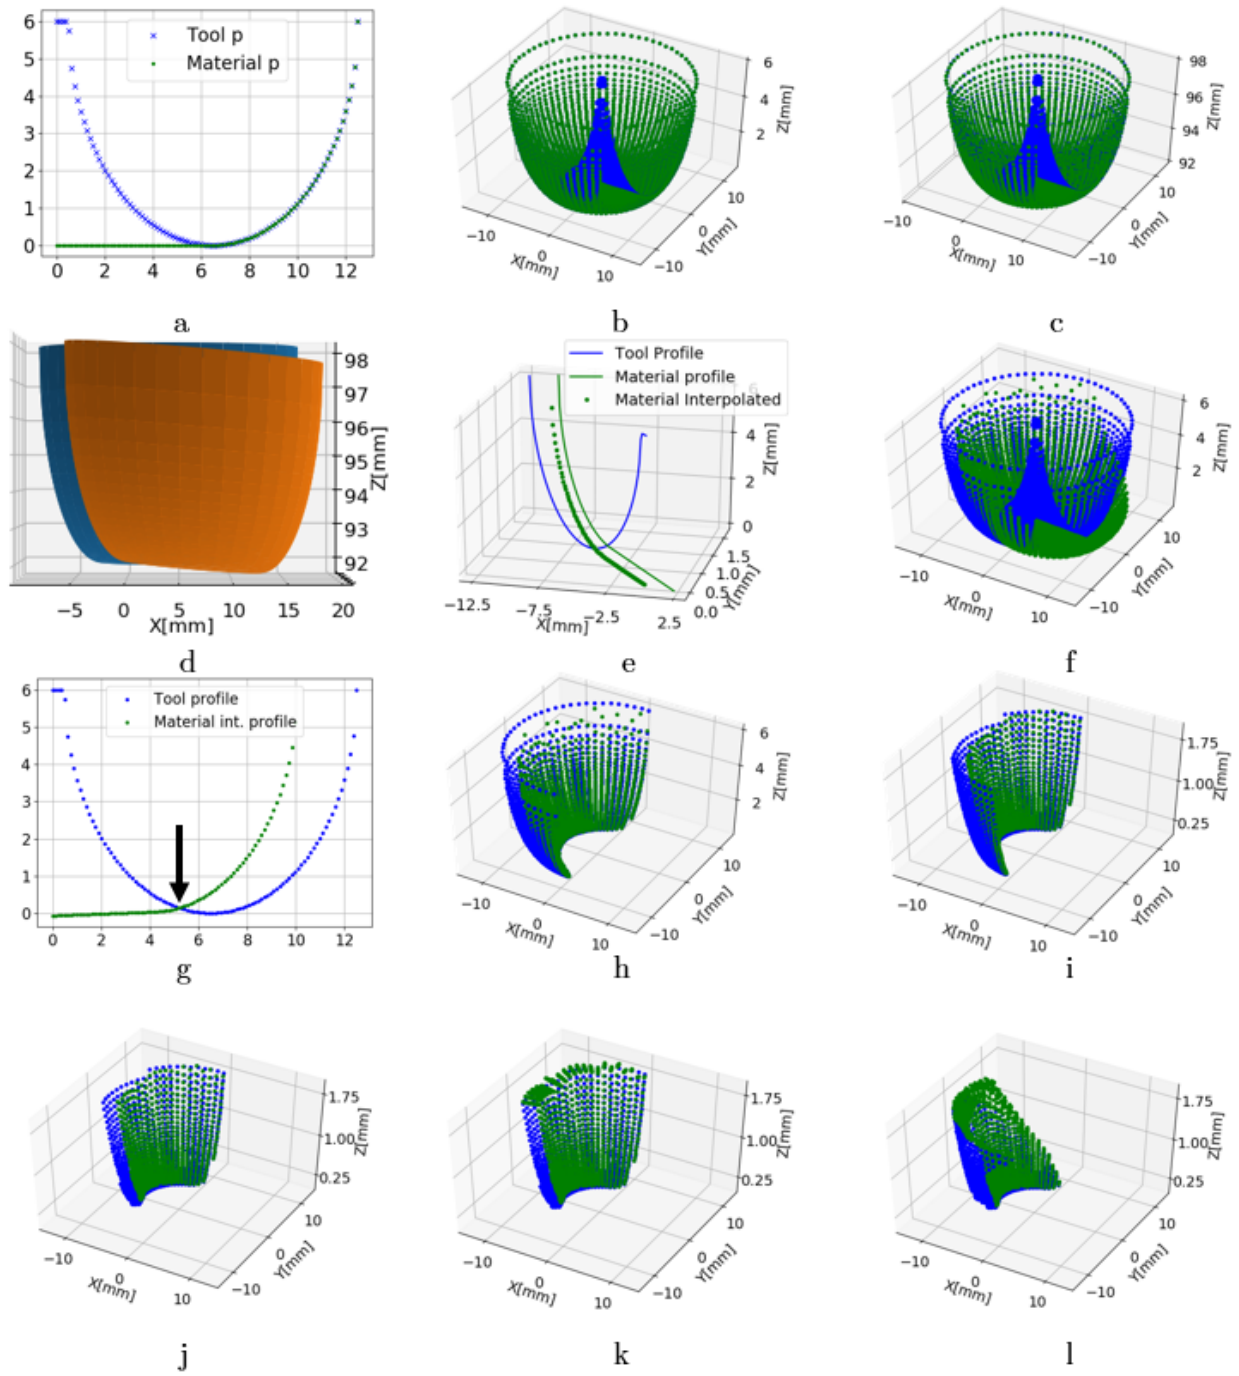 6
5
4
3
2
1
0
0 2 4 6 8 10 12
Tool p
Material p
a
6
4
2
Z[mm]
−10 0 10
X[mm]
10
0
−10
Y[mm]
b
98
96
94
92
Z[mm]
−10 0 10
X[mm]
10
0
−10
Y[mm]
c
98
97
96
95
94
93
92
Z[mm]
−5 0 5 10 15 20
X[mm]
d
Tool Profile
Material profile
Material Interpolated
6
4
2
0
Z[mm]
−12.5 −7.5 −2.5 2.5
X[mm]
1.5
1.0
0.5
0.0
Y[mm]
e
6
4
2
Z[mm]
−10 0 10
X[mm]
10
0
−10
Y[mm]
f
6
5
4
3
2
1
0
0 2 4 6 8 10 12
Tool profile
Material int. profile
g
6
4
2
Z[mm]
−10 0 10
X[mm]
10
0
−10
Y[mm]
h
1.75
1.00
0.25
Z[mm]
−10 0 10
X[mm]
10
0
−10
Y[mm]
i
1.75
1.00
0.25
Z[mm]
−10 0 10
X[mm]
10
0
−10
Y[mm]
j
1.75
1.00
0.25
Z[mm]
−10 0 10
X[mm]
10
0
−10
Y[mm]
k
1.75
1.00
0.25
Z[mm]
−10 0 10
X[mm]
10
0
−10
Y[mm]
l